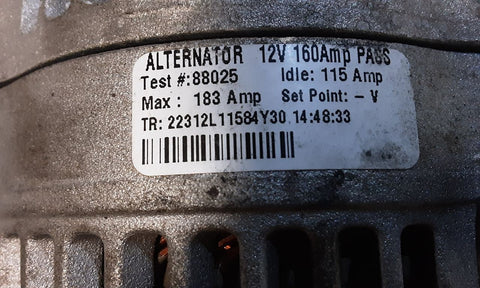 ALTERNATOR 12V 160Amp PASS
Test #:88025 Idle: 115 Amp
Max : 183 Amp Set Point: - V
TR: 22312L11584Y30 14:48:33